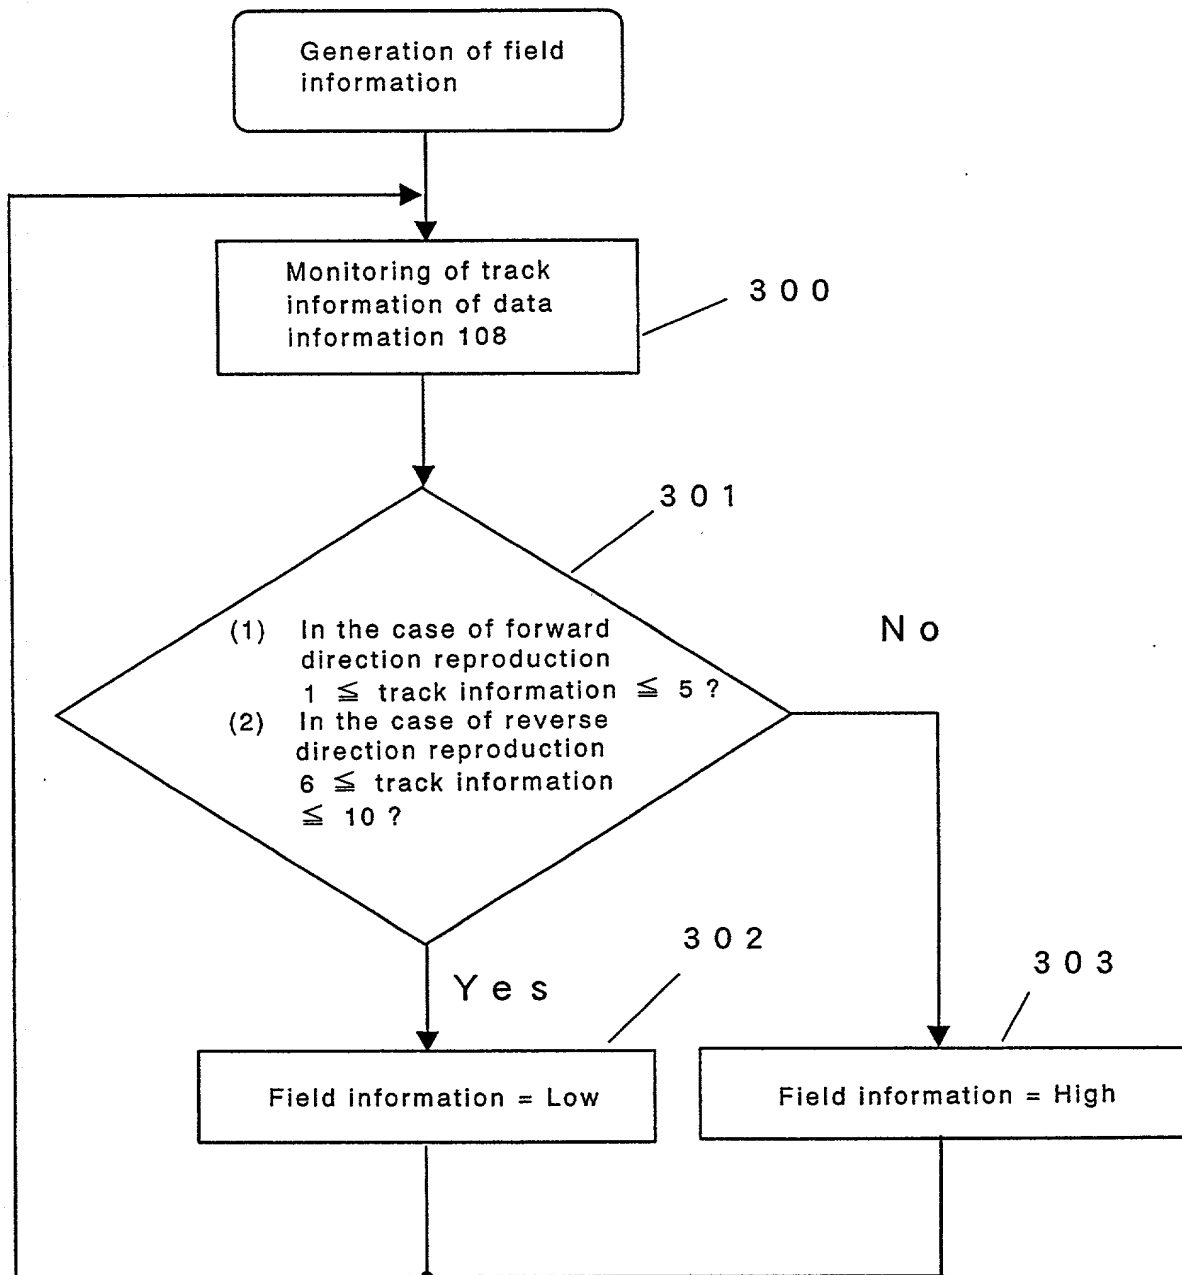 Generation of field
information
Monitoring of track
information of data
information 108
300
301
(1) In the case of forward
direction reproduction
1 ≦ track information ≦ 5 ?
(2) In the case of reverse
direction reproduction
6 ≦ track information
≦ 10 ?
No
Yes
302
303
Field information = Low
Field information = High